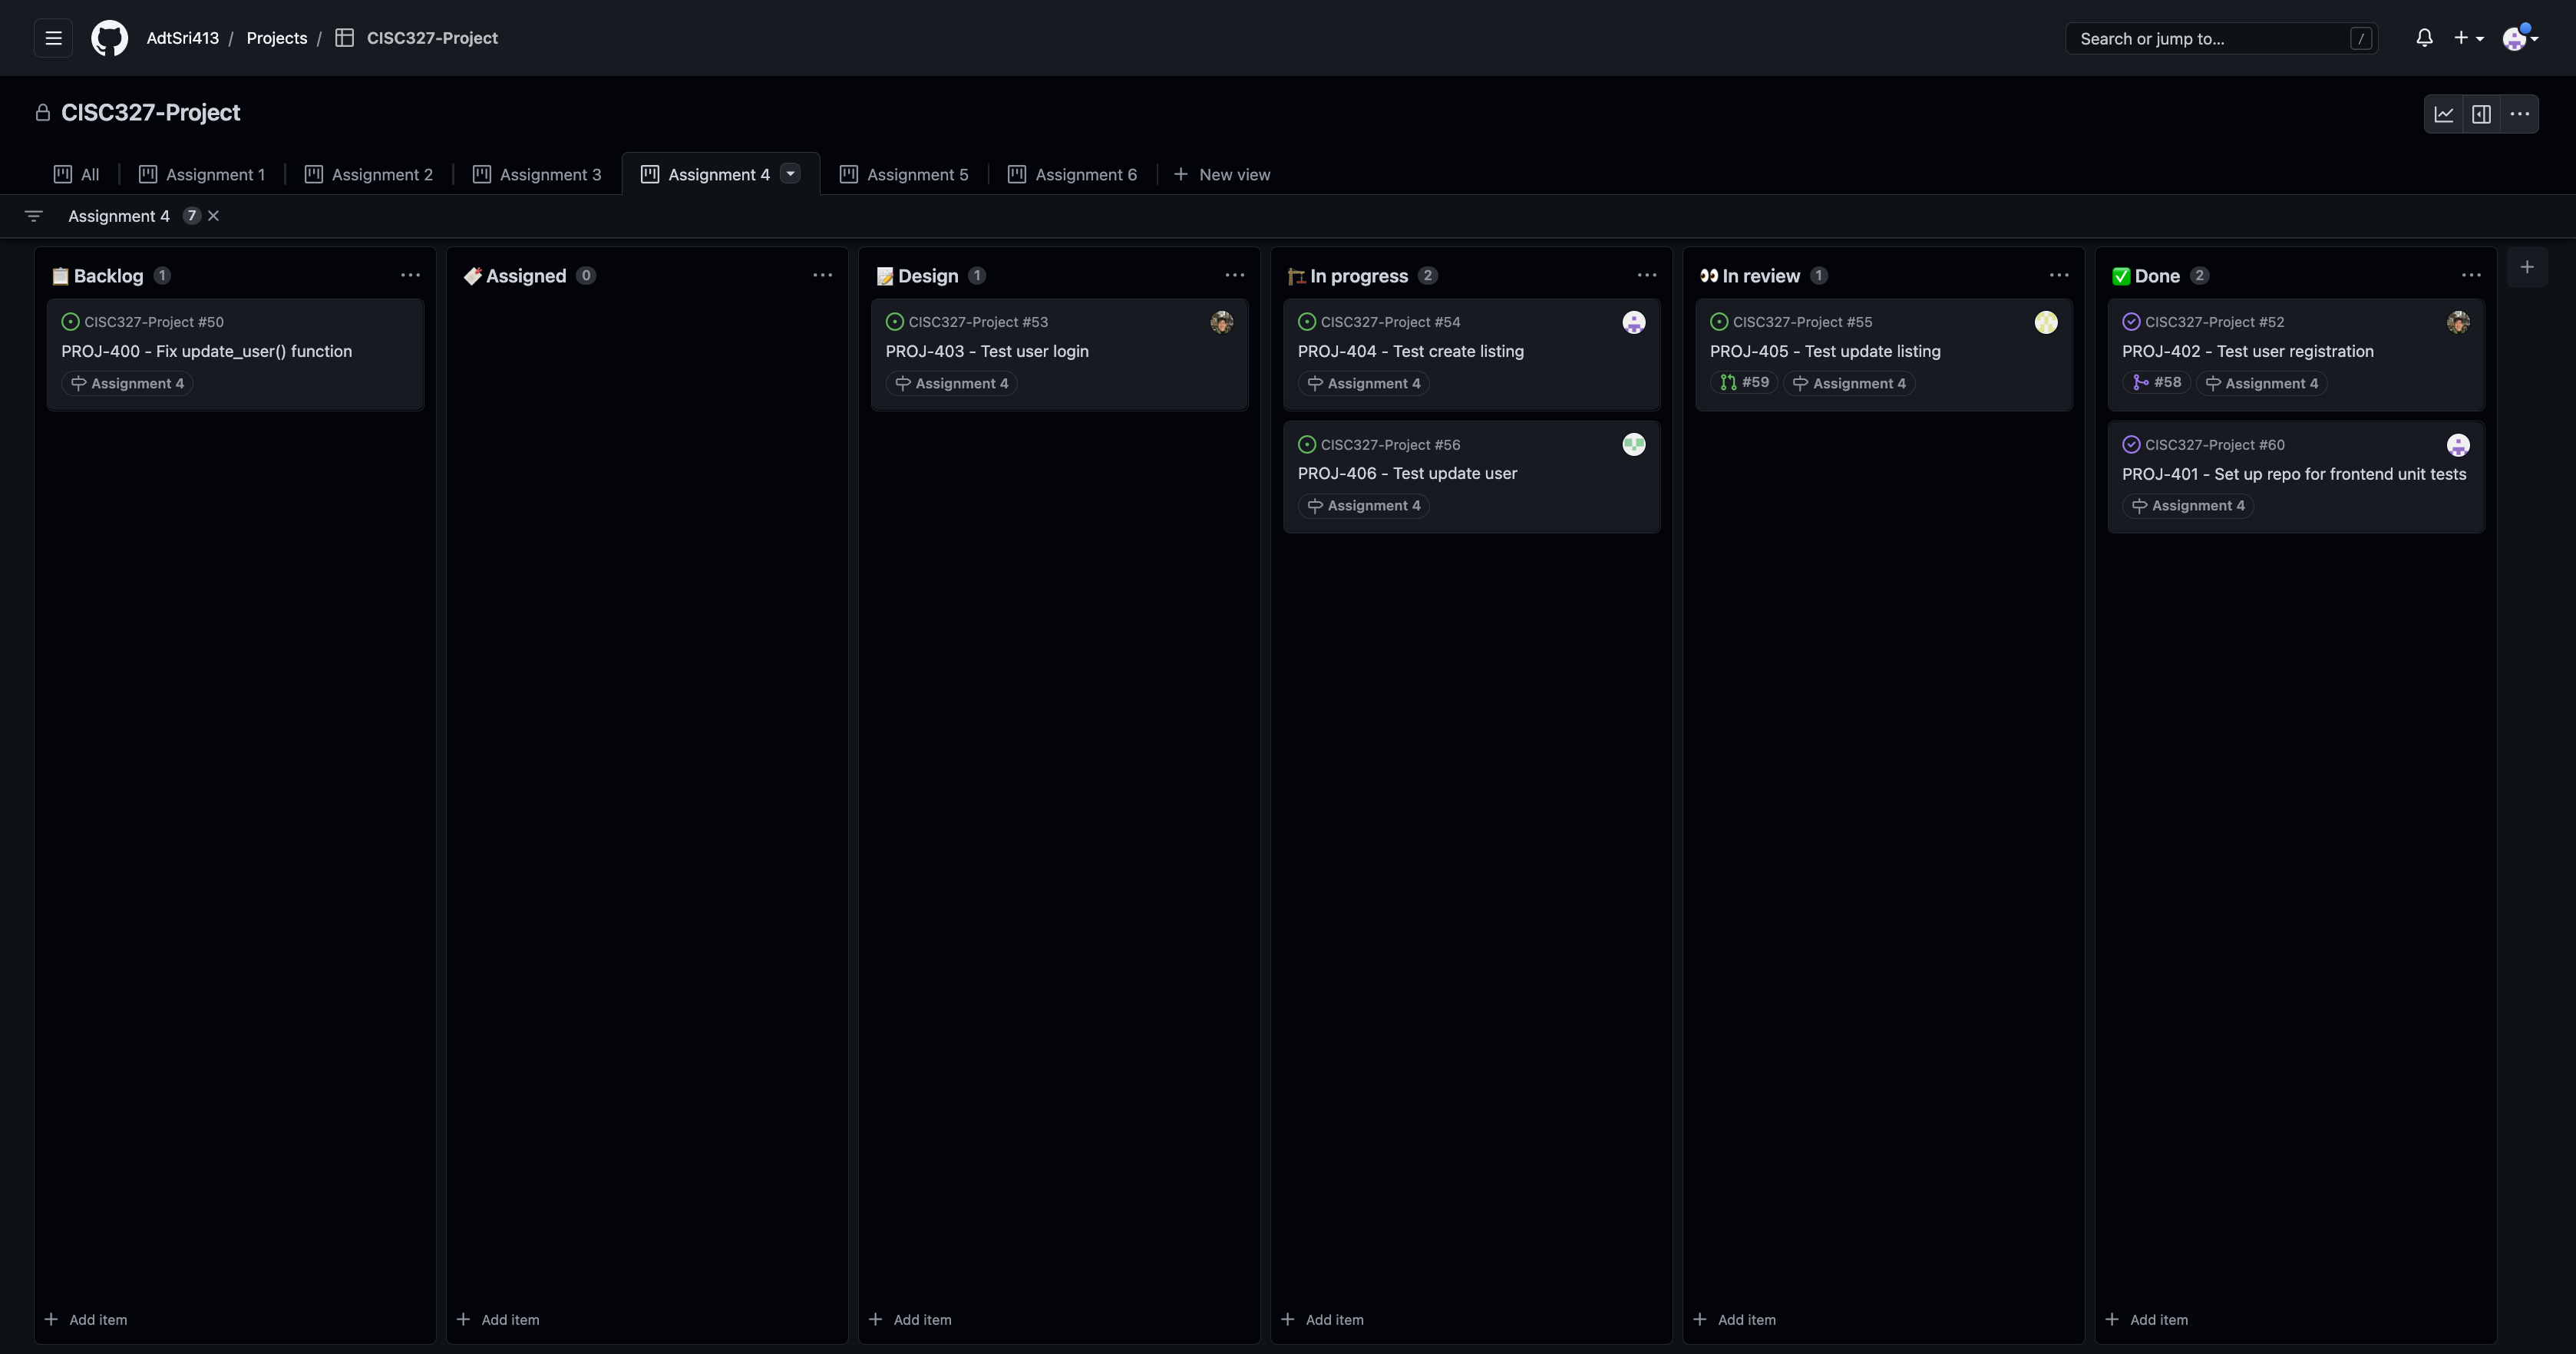 AdtSri413 / Projects / CISC327-Project
Search or jump to... /
CISC327-Project
All
Assignment 1
Assignment 2
Assignment 3
Assignment 4
Assignment 5
Assignment 6
+ New view
Assignment 4 7
Backlog 1
CISC327-Project #50
PROJ-400 - Fix update_user() function
Assignment 4
+ Add item
Assigned 0
+ Add item
Design 1
CISC327-Project #53
PROJ-403 - Test user login
Assignment 4
+ Add item
In progress 2
CISC327-Project #54
PROJ-404 - Test create listing
Assignment 4
CISC327-Project #56
PROJ-406 - Test update user
Assignment 4
+ Add item
In review 1
CISC327-Project #55
PROJ-405 - Test update listing
#59 Assignment 4
+ Add item
Done 2
CISC327-Project #52
PROJ-402 - Test user registration
#58 Assignment 4
CISC327-Project #60
PROJ-401 - Set up repo for frontend unit tests
Assignment 4
+ Add item